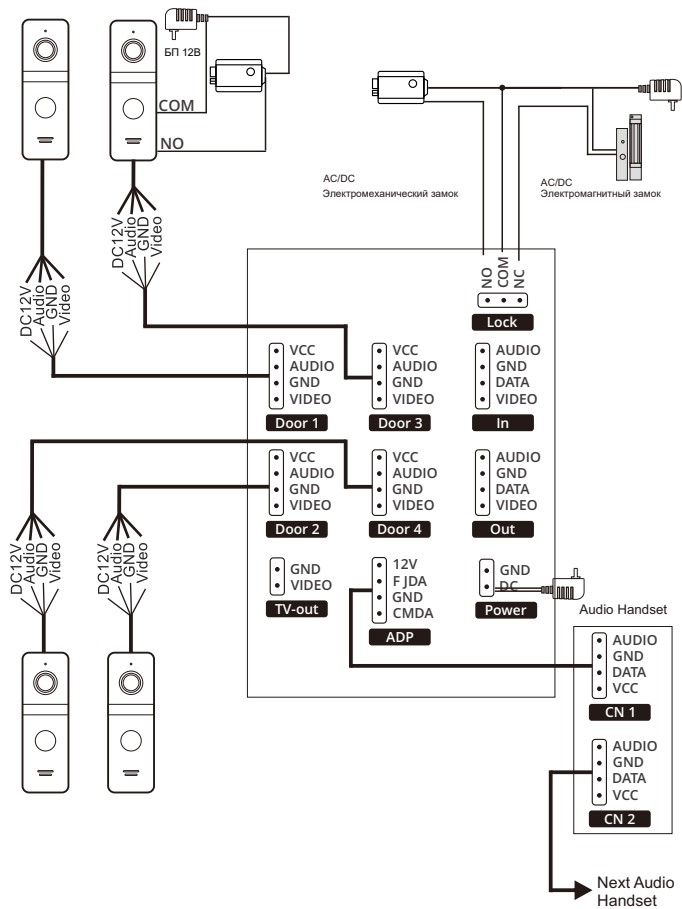 БП 12В
COM
NO
AC/DC
Электромеханический замок
AC/DC
Электромагнитный замок
DC12V
Audio
GND
Video
DC12V
Audio
GND
Video
NO
COM
NC
Lock
VCC
AUDIO
GND
VIDEO
Door 1
VCC
AUDIO
GND
VIDEO
Door 3
AUDIO
GND
DATA
VIDEO
In
VCC
AUDIO
GND
VIDEO
Door 2
VCC
AUDIO
GND
VIDEO
Door 4
AUDIO
GND
DATA
VIDEO
Out
DC12V
Audio
GND
Video
DC12V
Audio
GND
Video
GND
VIDEO
TV-out
12V
F JDA
GND
CMDA
ADP
GND
DC
Power
Audio Handset
AUDIO
GND
DATA
VCC
CN 1
AUDIO
GND
DATA
VCC
CN 2
Next Audio
Handset